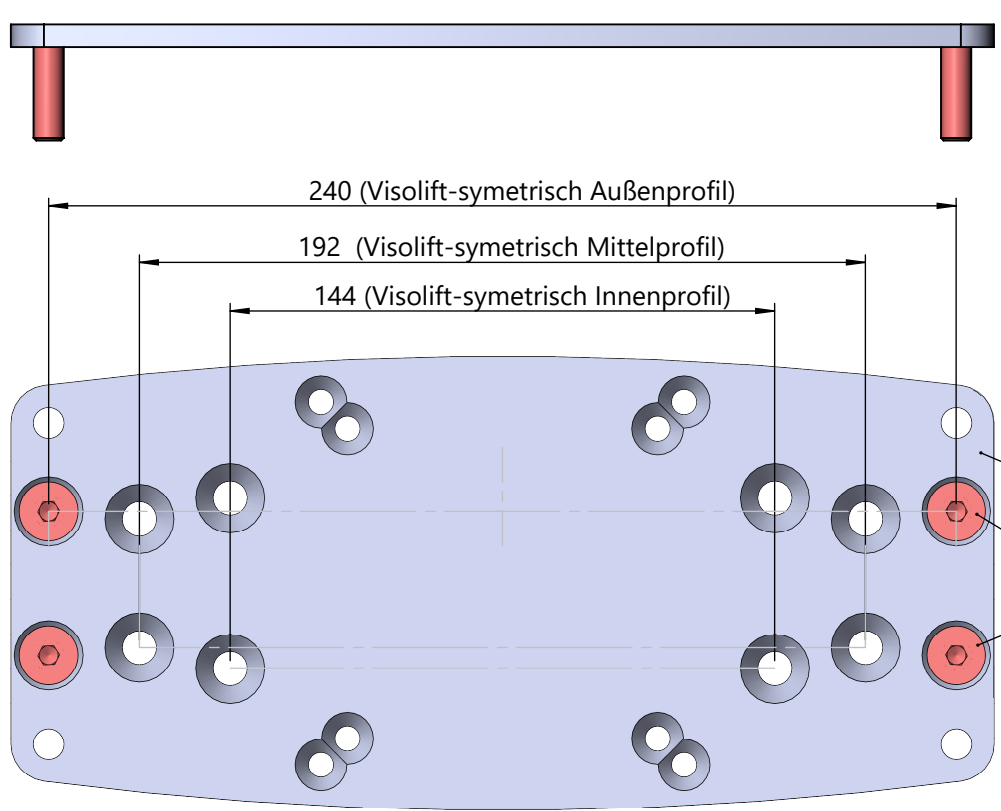 240 (Visolift-symetrisch Außenprofil)
192  (Visolift-symetrisch Mittelprofil)
144 (Visolift-symetrisch Innenprofil)